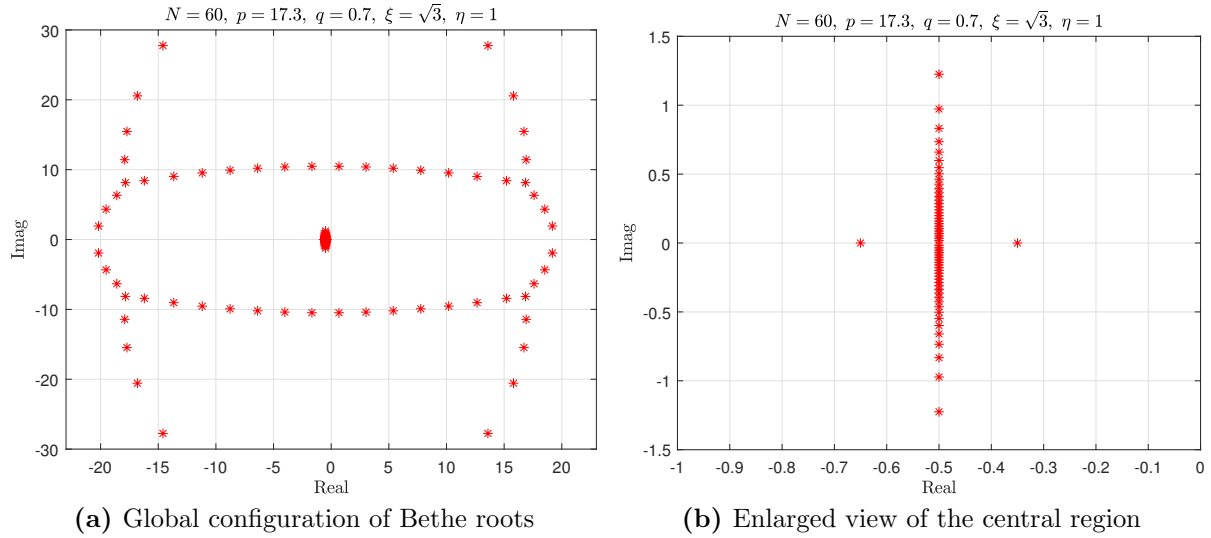 N = 60, p = 17.3, q = 0.7, ξ = √3, η = 1
30
20
10
0
-10
-20
-30
Imag
-20 -15 -10 -5 0 5 10 15 20
Real
(a) Global configuration of Bethe roots
N = 60, p = 17.3, q = 0.7, ξ = √3, η = 1
1.5
1
0.5
0
-0.5
-1
-1.5
Imag
-1 -0.9 -0.8 -0.7 -0.6 -0.5 -0.4 -0.3 -0.2 -0.1 0
Real
(b) Enlarged view of the central region